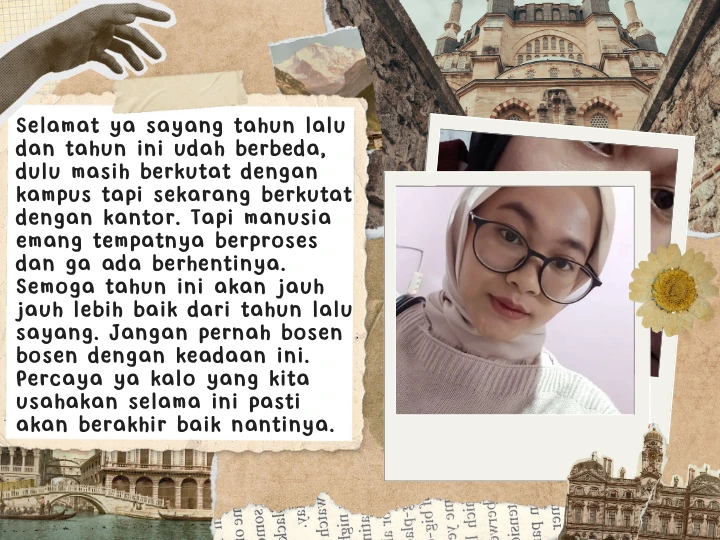 Selamat ya sayang tahun lalu
dan tahun ini udah berbeda,
dulu masih berkutat dengan
kampus tapi sekarang berkutat
dengan kantor. Tapi manusia
emang tempatnya berproses
dan ga ada berhentinya.
Semoga tahun ini akan jauh
jauh lebih baik dari tahun lalu
sayang. Jangan pernah bosen
bosen dengan keadaan ini.
Percaya ya kalo yang kita
usahakan selama ini pasti
akan berakhir baik nantinya.